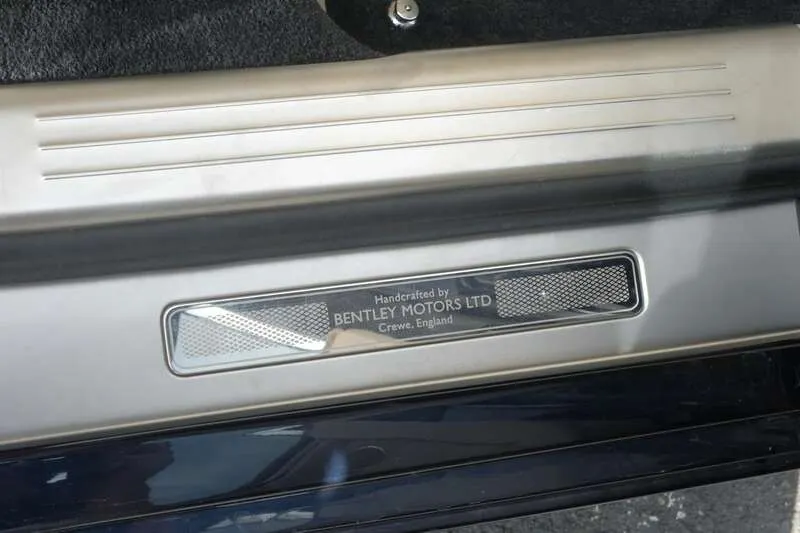 Handcrafted by
BENTLEY MOTORS LTD
Crewe, England